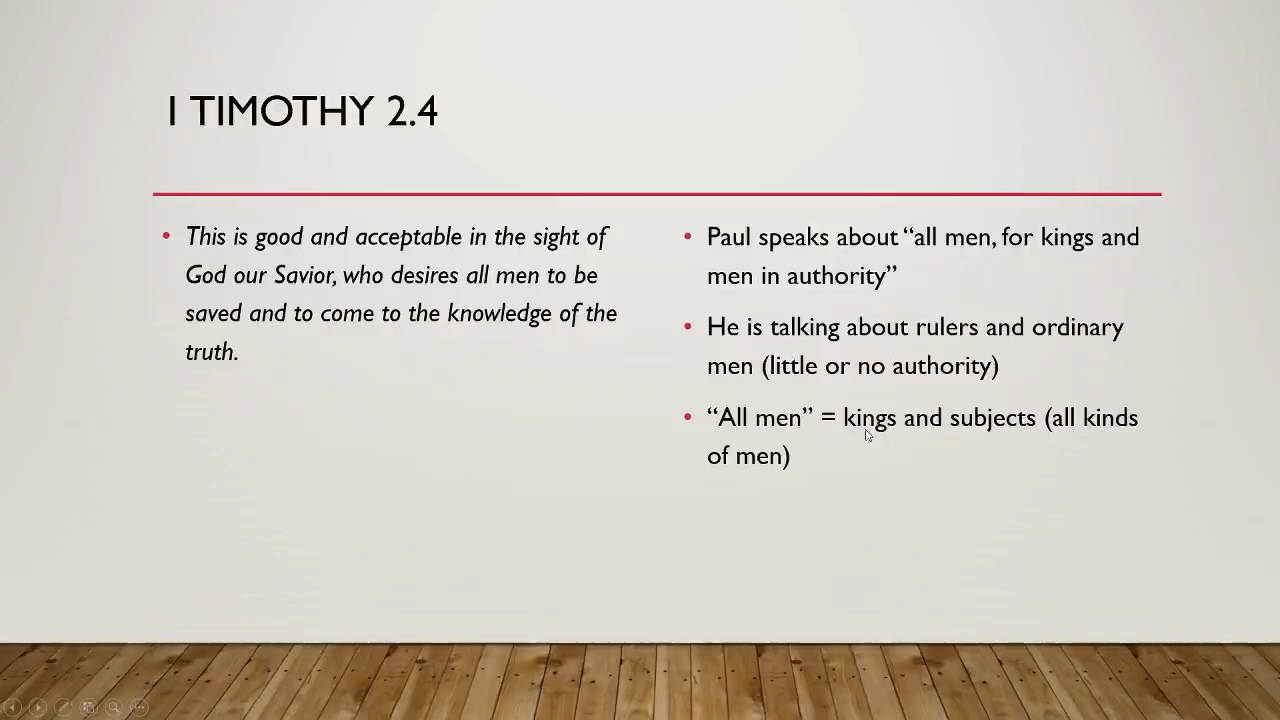 I TIMOTHY 2.4
• This is good and acceptable in the sight of
God our Savior, who desires all men to be
saved and to come to the knowledge of the
truth.
• Paul speaks about “all men, for kings and
men in authority”
• He is talking about rulers and ordinary
men (little or no authority)
• “All men” = kings and subjects (all kinds
of men)